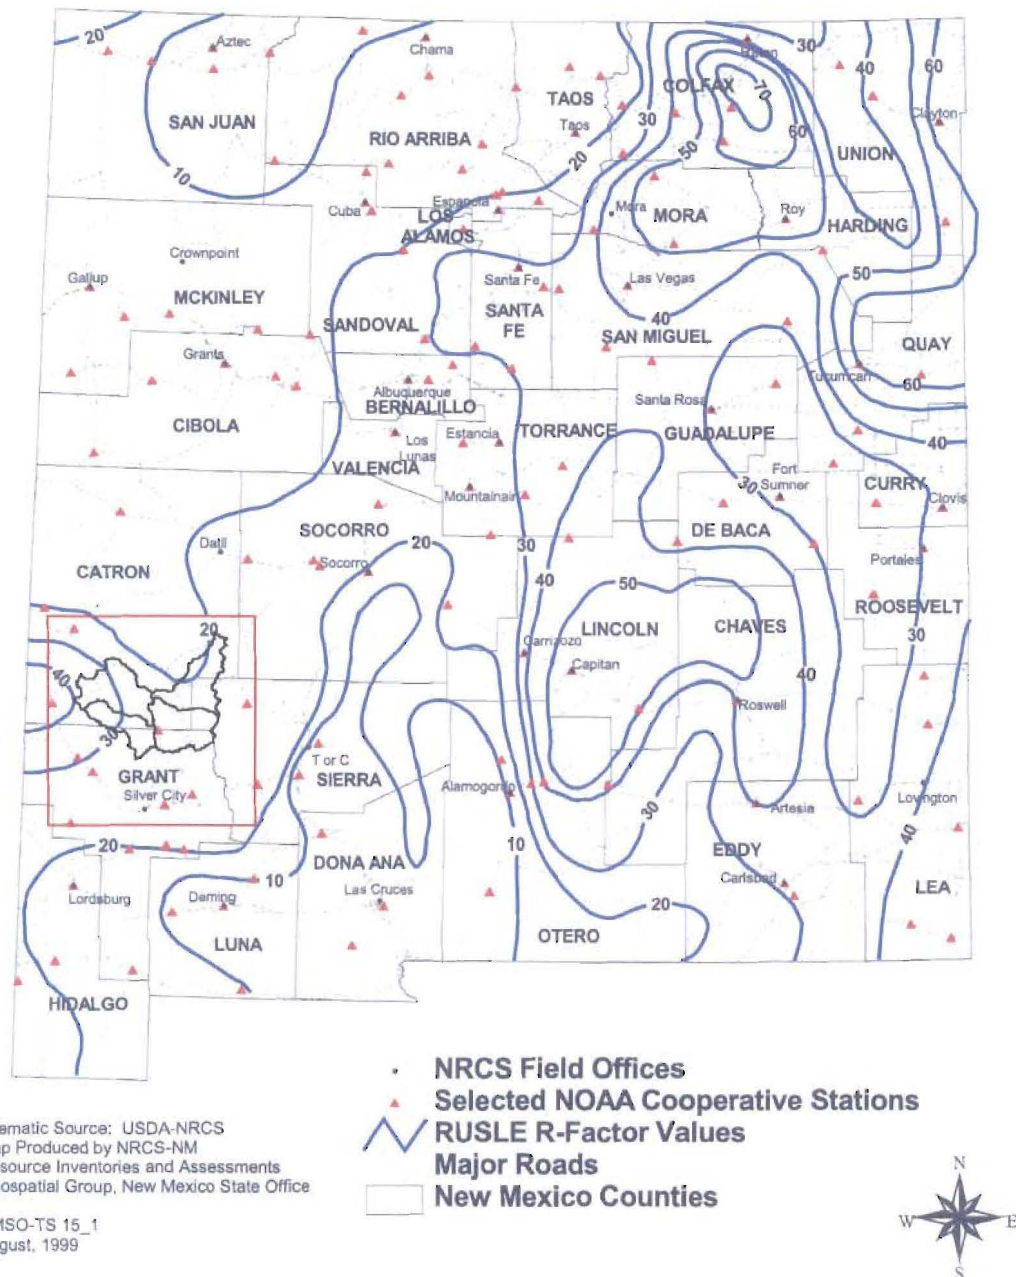 20
Aztec
Chama
Raton
30
40
60
COLFAX
70
TAOS
Clayton
SAN JUAN
Taos
30
60
RIO ARRIBA
50
UNION
20
10
Espanola
Cuba
LOS
ALAMOS
Mora
MORA
Roy
HARDING
Crownpoint
Gallup
Santa Fe
Las Vegas
50
MCKINLEY
SANTA
FE
40
SANDOVAL
SAN MIGUEL
QUAY
Grants
Tucumcari
60
Albuquerque
BERNALILLO
Santa Rosa
CIBOLA
Los
Lunas
Estancia
TORRANCE
GUADALUPE
40
VALENCIA
Fort
Sumner
30
CURRY
Clovis
Mountainair
SOCORRO
DE BACA
20
30
Datil
Socorro
Portales
CATRON
40
50
ROOSEVELT
20
LINCOLN
CHAVES
30
Carrizozo
Capitan
40
40
Roswell
30
T or C
SIERRA
GRANT
Silver City
Alamogordo
30
Artesia
Lovington
20
10
EDDY
40
DONA ANA
10
Carlsbad
Lordsburg
Deming
Las Cruces
LEA
20
LUNA
OTERO
HIDALGO
NRCS Field Offices
Selected NOAA Cooperative Stations
RUSLE R-Factor Values
Major Roads
New Mexico Counties
ematic Source: USDA-NRCS
ap Produced by NRCS-NM
source Inventories and Assessments
ospatial Group, New Mexico State Office
MSO-TS 15_1
gust, 1999
N
W
E
S